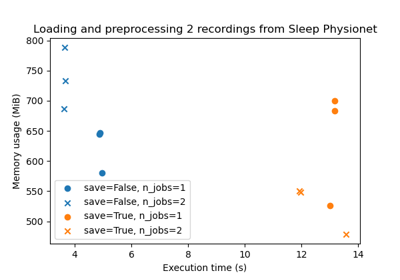 Loading and preprocessing 2 recordings from Sleep Physionet
800
750
700
650
600
550
500
Memory usage (MiB)
save=False, n_jobs=1
save=False, n_jobs=2
save=True, n_jobs=1
save=True, n_jobs=2
4 6 8 10 12 14
Execution time (s)